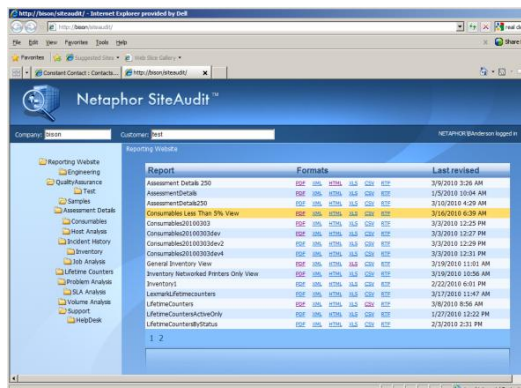 http://bison/siteaudit/ - Internet Explorer provided by Dell
http://bison/siteaudit/
File Edit View Favorites Tools Help
Favorites Suggested Sites Web Slice Gallery
Constant Contact : Contacts... http://bison/siteaudit/ x
Netaphor SiteAudit™
Company: bison Customer: test NETAPHOR\BAnderson logged in
Reporting Website
Reporting Website
Engineering
QualityAssurance
Test
Samples
Assessment Details
Consumables
Host Analysis
Incident History
Inventory
Job Analysis
Lifetime Counters
Problem Analysis
SLA Analysis
Volume Analysis
Support
HelpDesk
Report Formats Last revised
Assessment Details 250 PDF XML HTML XLS CSV RTF 3/9/2010 3:26 AM
AssessmentDetails PDF XML HTML XLS CSV RTF 1/5/2010 10:04 AM
AssessmentDetails250 PDF XML HTML XLS CSV RTF 3/10/2010 4:29 AM
Consumables Less Than 5% View PDF XML HTML XLS CSV RTF 3/16/2010 6:39 AM
Consumables20100303 PDF XML HTML XLS CSV RTF 3/3/2010 12:25 PM
Consumables20100303dev PDF XML HTML XLS CSV RTF 3/3/2010 12:27 PM
Consumables20100303dev2 PDF XML HTML XLS CSV RTF 3/3/2010 12:29 PM
Consumables20100303dev4 PDF XML HTML XLS CSV RTF 3/3/2010 12:31 PM
General Inventory View PDF XML HTML XLS CSV RTF 3/19/2010 11:01 AM
Inventory Networked Printers Only View PDF XML HTML XLS CSV RTF 3/19/2010 10:56 AM
Inventory1 PDF XML HTML XLS CSV RTF 2/22/2010 6:01 PM
LexmarkLifetimecounters PDF XML HTML XLS CSV RTF 3/17/2010 11:47 AM
LifetimeCounters PDF XML HTML XLS CSV RTF 3/8/2010 8:56 AM
LifetimeCountersActiveOnly PDF XML HTML XLS CSV RTF 1/27/2010 12:22 PM
LifetimeCountersByStatus PDF XML HTML XLS CSV RTF 2/3/2010 2:31 PM
1 2